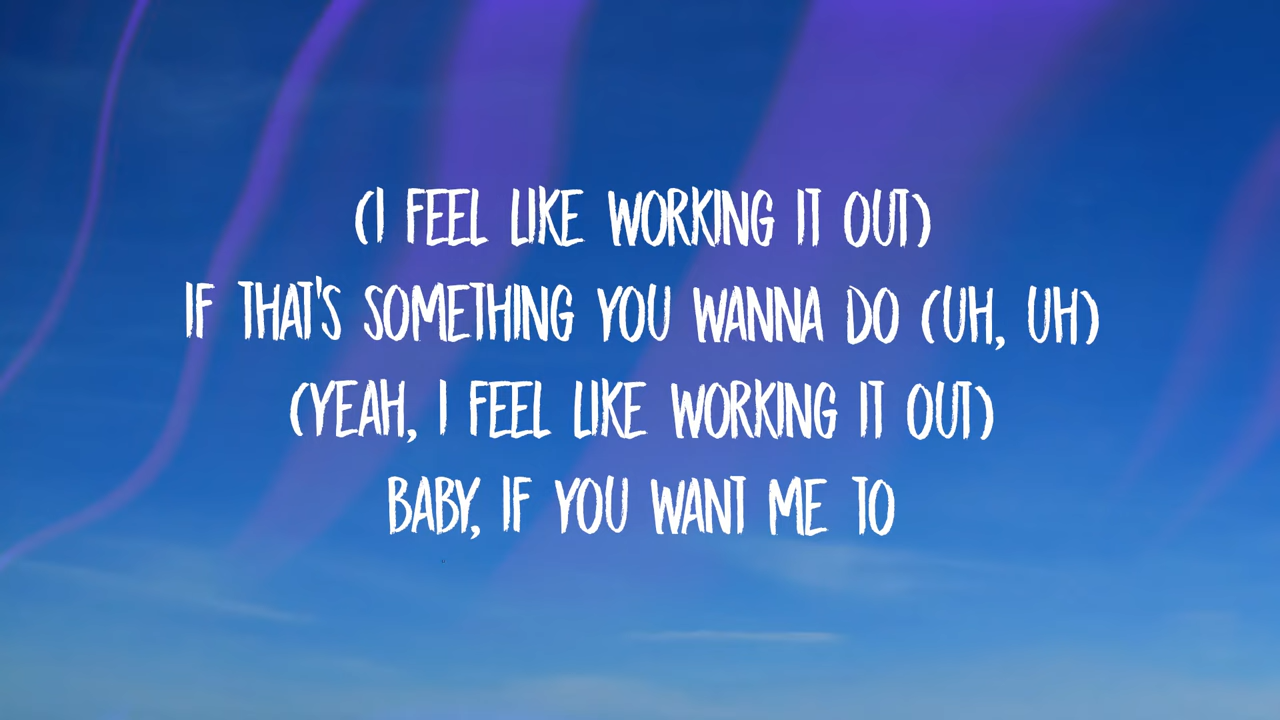 (I FEEL LIKE WORKING IT OUT)
IF THAT'S SOMETHING YOU WANNA DO (UH, UH)
(YEAH, I FEEL LIKE WORKING IT OUT)
BABY, IF YOU WANT ME TO